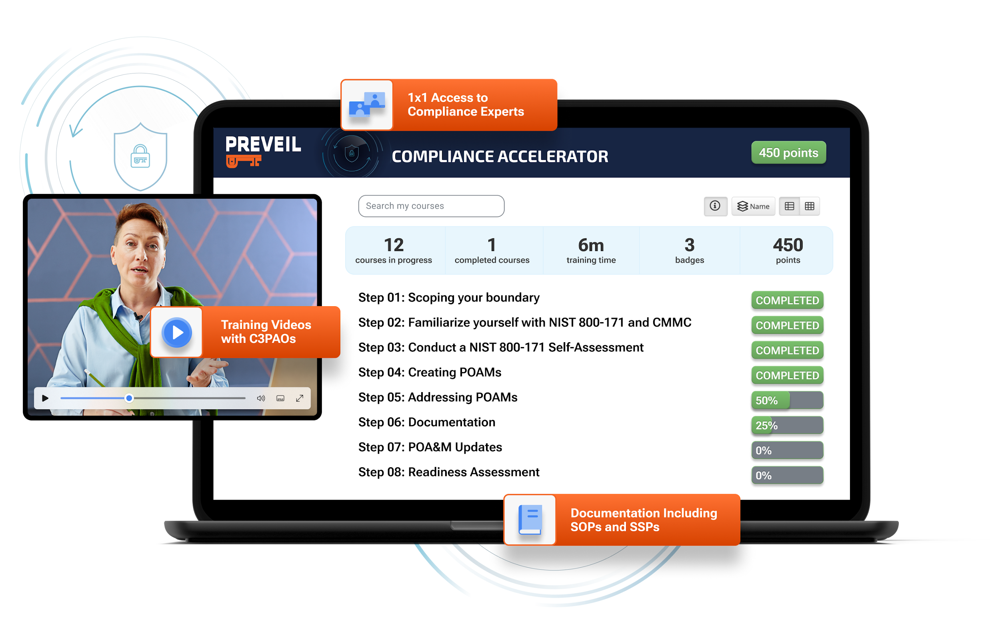 1x1 Access to
Compliance Experts
PREVEIL
COMPLIANCE ACCELERATOR
450 points
Search my courses
Name
12
courses in progress
1
completed courses
6m
training time
3
badges
450
points
Step 01: Scoping your boundary
COMPLETED
Step 02: Familiarize yourself with NIST 800-171 and CMMC
COMPLETED
Step 03: Conduct a NIST 800-171 Self-Assessment
COMPLETED
Step 04: Creating POAMs
COMPLETED
Step 05: Addressing POAMs
50%
Step 06: Documentation
25%
Step 07: POA&M Updates
0%
Step 08: Readiness Assessment
0%
Training Videos
with C3PAOs
Documentation Including
SOPs and SSPs